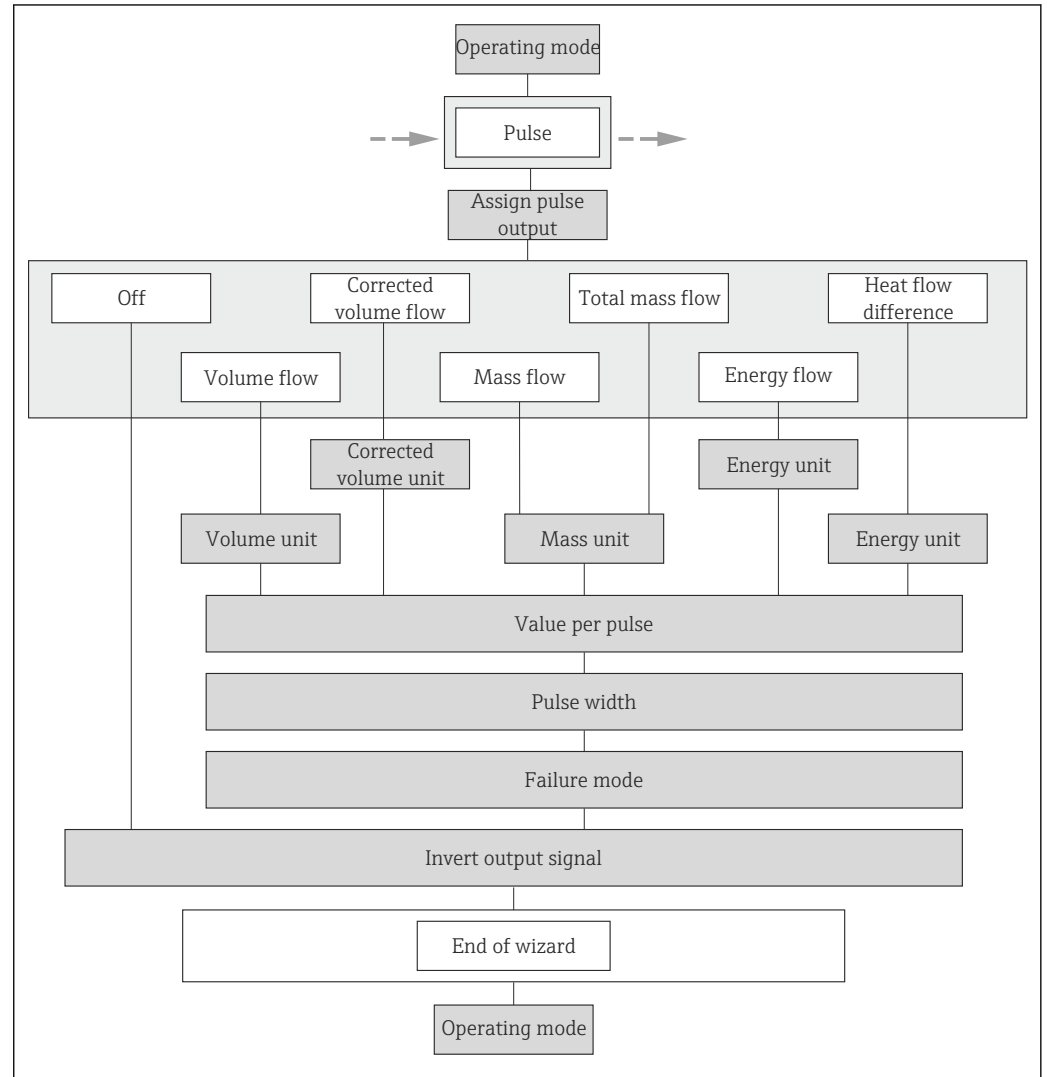 Operating mode
Pulse
Assign pulse
output
Off
Corrected
volume flow
Total mass flow
Heat flow
difference
Volume flow
Mass flow
Energy flow
Corrected
volume unit
Energy unit
Volume unit
Mass unit
Energy unit
Value per pulse
Pulse width
Failure mode
Invert output signal
End of wizard
Operating mode